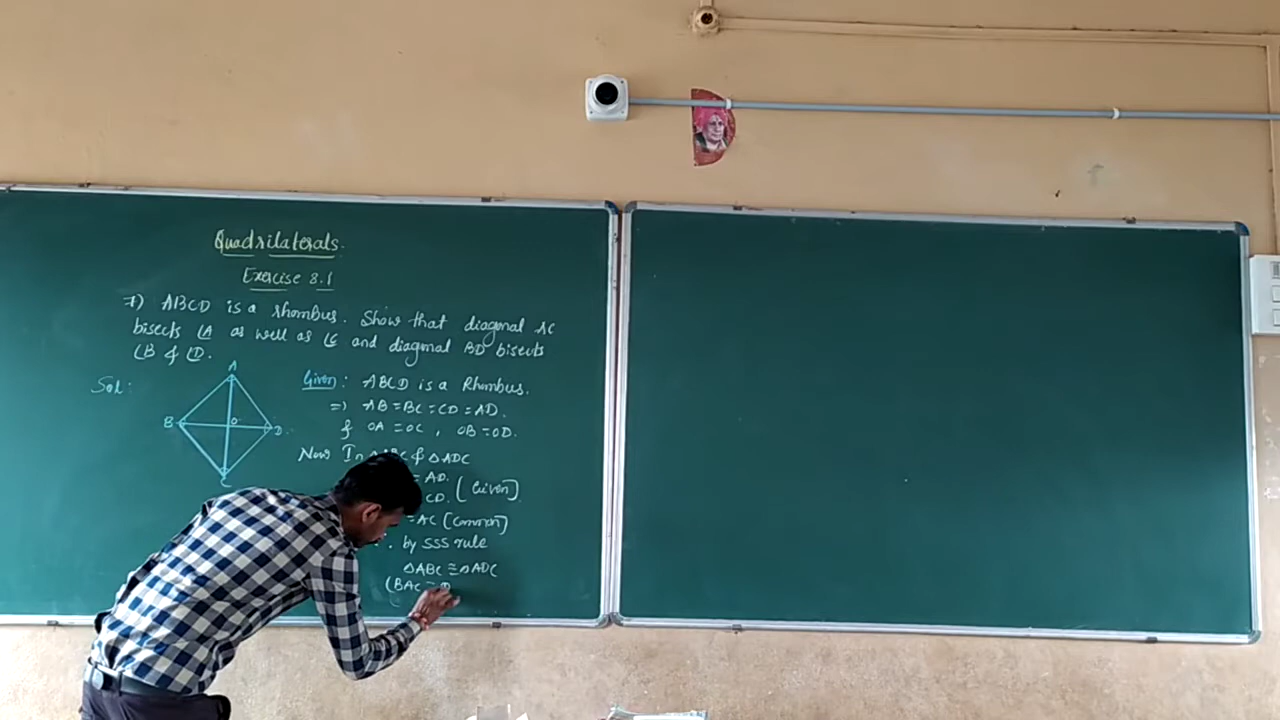 Quadrilaterals.
Exercise 8.1
7) ABCD is a rhombus. Show that diagonal AC
bisects ∠A as well as ∠C and diagonal BD bisects
∠B & ∠D.
Sol:
A
B
O
D
C
Given: ABCD is a Rhombus.
⇒ AB = BC = CD = AD.
& OA = OC, OB = OD.
Now In & △ADC
= AD.
CD. [Given]
= AC [Common]
. by SSS rule
△ABC ≅ △ADC
∠BAC =